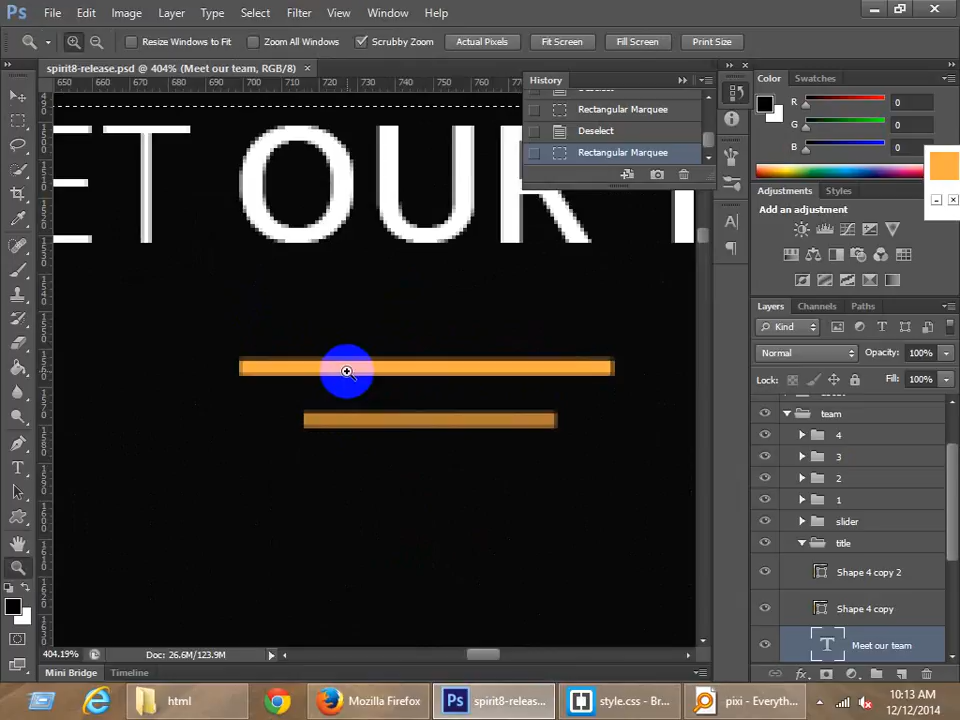 Ps File Edit Image Layer Type Select Filter View Window Help
Resize Windows to Fit Zoom All Windows Scrubby Zoom Actual Pixels Fit Screen Fill Screen Print Size
spirit8-release.psd @ 404% (Meet our team, RGB/8)
650 660 670 680 690 700 710 720 730 740 750 760
History
Rectangular Marquee
Deselect
Rectangular Marquee
ET OUR
Color Swatches
R 0
G 0
B 0
Adjustments Styles
Add an adjustment
Layers Channels Paths
Kind
Normal Opacity: 100%
Lock: Fill: 100%
team
4
3
2
1
slider
title
Shape 4 copy 2
Shape 4 copy
T Meet our team
404.19% Doc: 26.6M/123.9M
Mini Bridge Timeline
html Mozilla Firefox Ps spirit8-releas... style.css - Br... pixi - Everyth...
10:13 AM
12/12/2014